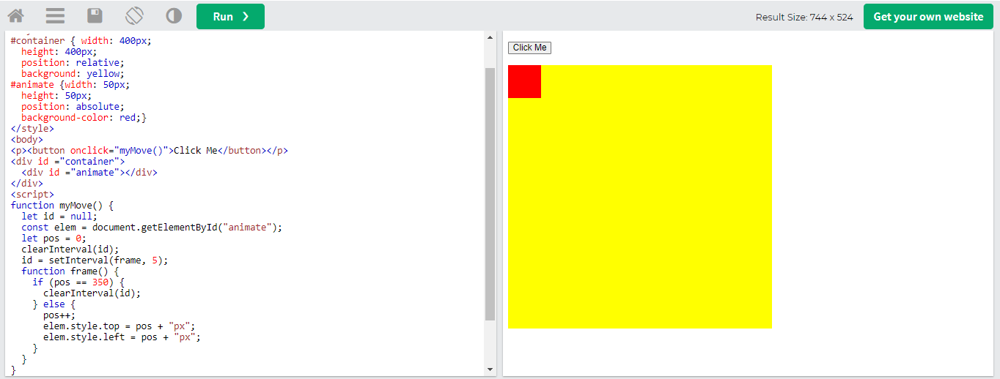 Run ❯
Result Size: 744 x 524
Get your own website
#container { width: 400px;
  height: 400px;
  position: relative;
  background: yellow;
#animate {width: 50px;
  height: 50px;
  position: absolute;
  background-color: red;}
</style>
<body>
<p><button onclick="myMove()">Click Me</button></p>
<div id ="container">
  <div id ="animate"></div>
</div>
<script>
function myMove() {
  let id = null;
  const elem = document.getElementById("animate");
  let pos = 0;
  clearInterval(id);
  id = setInterval(frame, 5);
  function frame() {
    if (pos == 350) {
      clearInterval(id);
    } else {
      pos++;
      elem.style.top = pos + "px";
      elem.style.left = pos + "px";
    }
  }
}
Click Me